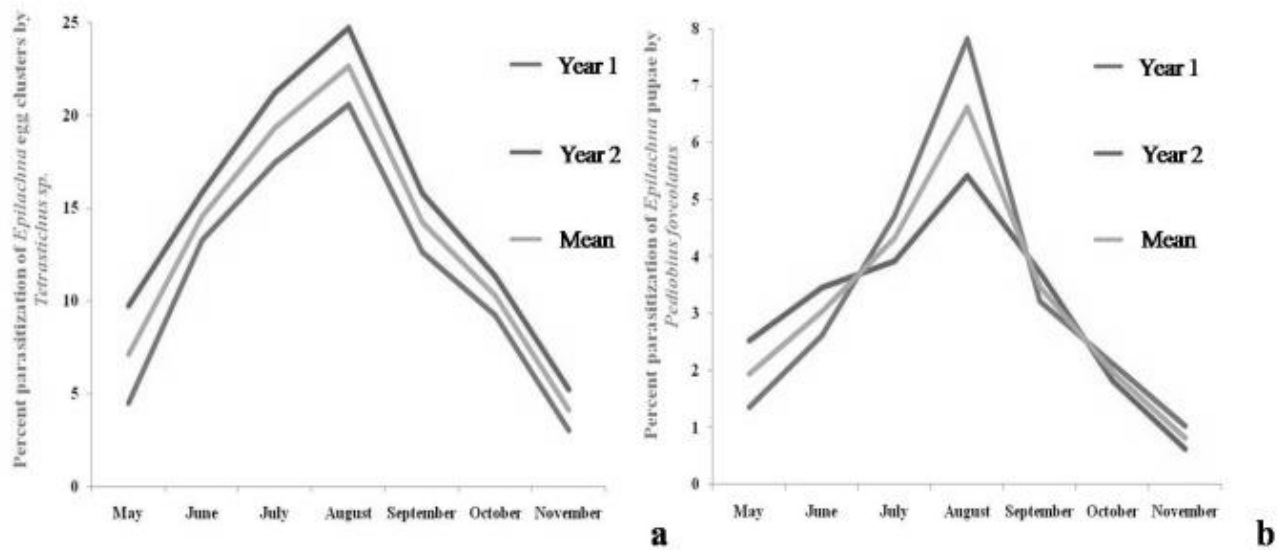 Percent parasitization of Epilachna egg clusters by
Tetrastichus sp.
25
20
15
10
5
0
May June July August September October November
Year 1
Year 2
Mean
a
Percent parasitization of Epilachna pupae by
Pediobius foveolatus
8
7
6
5
4
3
2
1
0
May June July August September October November
Year 1
Year 2
Mean
b